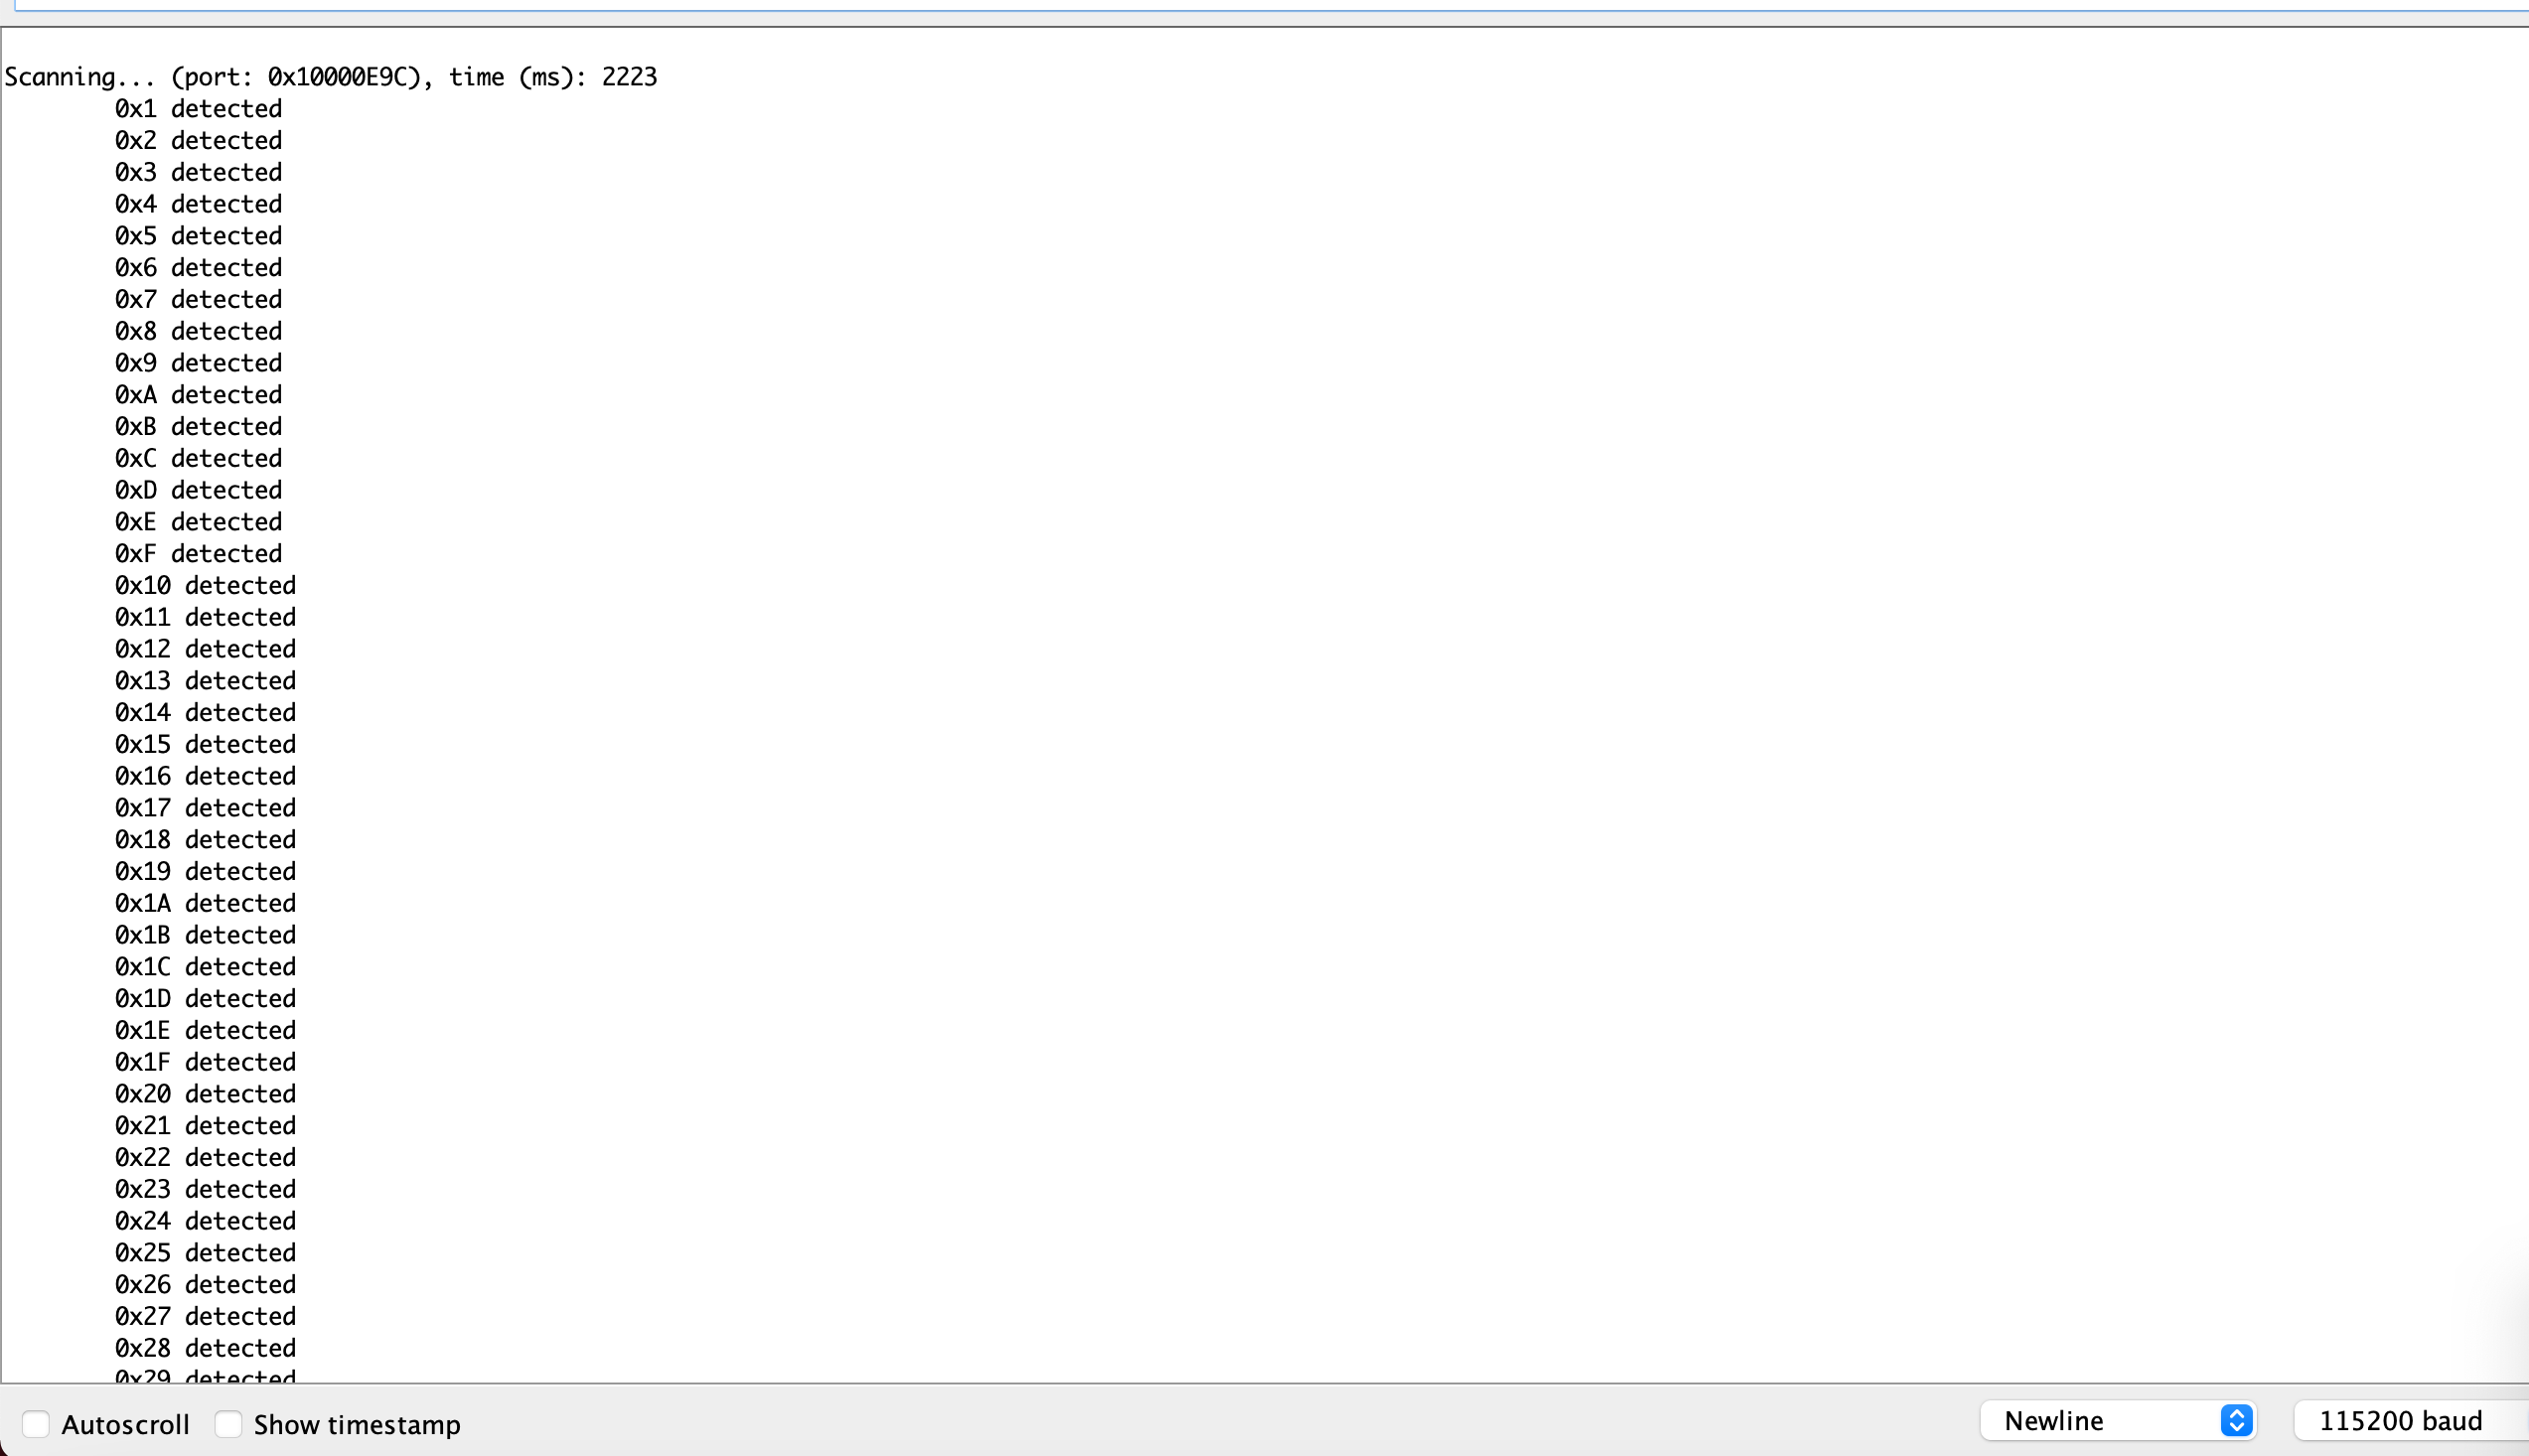 Scanning... (port: 0x10000E9C), time (ms): 2223
0x1 detected
0x2 detected
0x3 detected
0x4 detected
0x5 detected
0x6 detected
0x7 detected
0x8 detected
0x9 detected
0xA detected
0xB detected
0xC detected
0xD detected
0xE detected
0xF detected
0x10 detected
0x11 detected
0x12 detected
0x13 detected
0x14 detected
0x15 detected
0x16 detected
0x17 detected
0x18 detected
0x19 detected
0x1A detected
0x1B detected
0x1C detected
0x1D detected
0x1E detected
0x1F detected
0x20 detected
0x21 detected
0x22 detected
0x23 detected
0x24 detected
0x25 detected
0x26 detected
0x27 detected
0x28 detected
0x29 detected
Autoscroll Show timestamp Newline 115200 baud